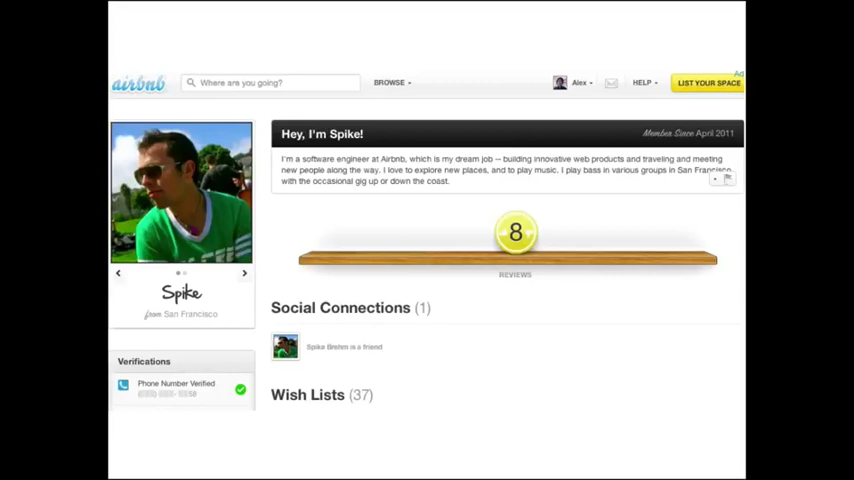 airbnb
Where are you going?
BROWSE
Alex
HELP
LIST YOUR SPACE
Hey, I'm Spike!
Member Since April 2011
I'm a software engineer at Airbnb, which is my dream job -- building innovative web products and traveling and meeting
new people along the way. I love to explore new places, and to play music. I play bass in various groups in San Francisco,
with the occasional gig up or down the coast.
8
REVIEWS
Spike
from San Francisco
Social Connections (1)
Spike Brehm is a friend
Verifications
Phone Number Verified
Wish Lists (37)